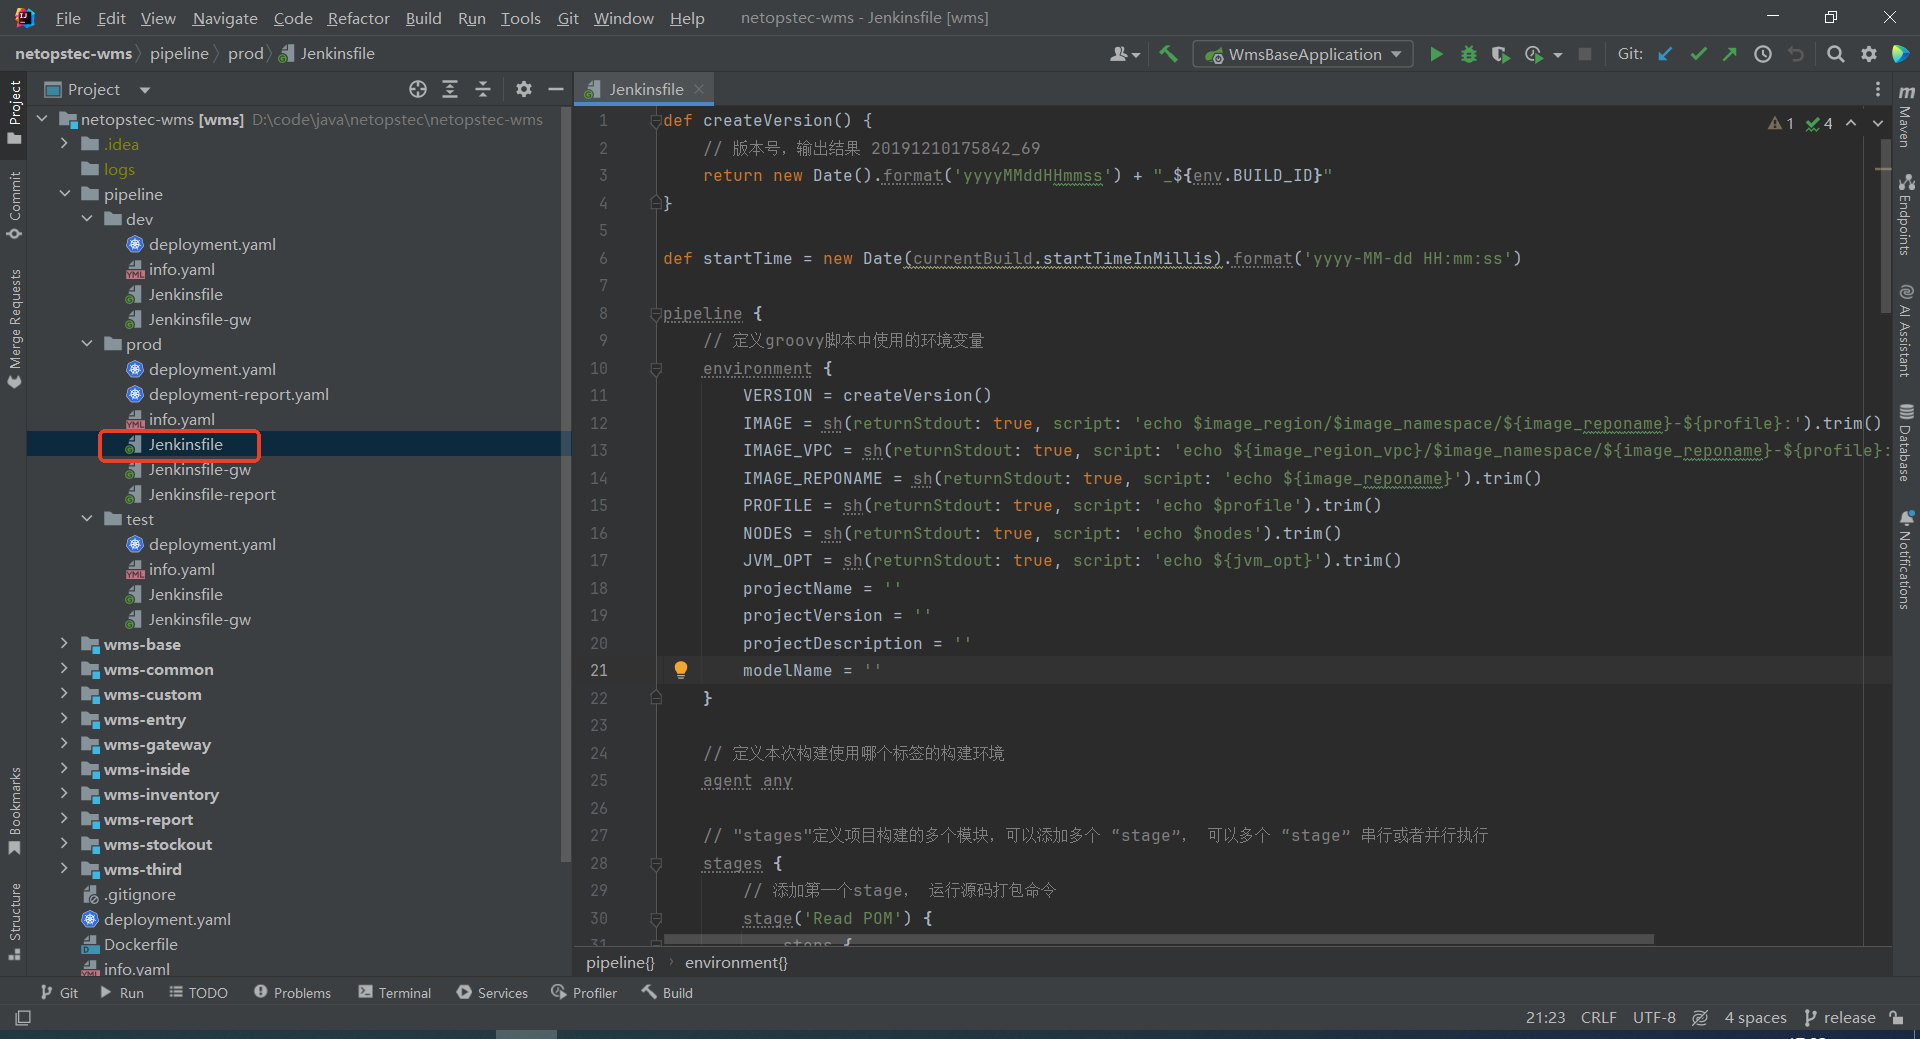 File Edit View Navigate Code Refactor Build Run Tools Git Window Help netopstec-wms - Jenkinsfile [wms]
netopstec-wms pipeline prod Jenkinsfile WmsBaseApplication Git:
Project
netopstec-wms [wms] D:\code\java\netopstec\netopstec-wms
.idea
logs
pipeline
dev
deployment.yaml
info.yaml
Jenkinsfile
Jenkinsfile-gw
prod
deployment.yaml
deployment-report.yaml
info.yaml
Jenkinsfile
Jenkinsfile-gw
Jenkinsfile-report
test
deployment.yaml
info.yaml
Jenkinsfile
Jenkinsfile-gw
wms-base
wms-common
wms-custom
wms-entry
wms-gateway
wms-inside
wms-inventory
wms-report
wms-stockout
wms-third
.gitignore
deployment.yaml
Dockerfile
info.yaml
Project
Commit
Merge Requests
Bookmarks
Structure
Jenkinsfile
1 4
1 def createVersion() {
2 // 版本号，输出结果 20191210175842_69
3 return new Date().format('yyyyMMddHHmmss') + "_${env.BUILD_ID}"
4 }
5
6 def startTime = new Date(currentBuild.startTimeInMillis).format('yyyy-MM-dd HH:mm:ss')
7
8 pipeline {
9 // 定义groovy脚本中使用的环境变量
10 environment {
11 VERSION = createVersion()
12 IMAGE = sh(returnStdout: true, script: 'echo $image_region/$image_namespace/${image_reponame}-${profile}:').trim()
13 IMAGE_VPC = sh(returnStdout: true, script: 'echo ${image_region_vpc}/$image_namespace/${image_reponame}-${profile}:
14 IMAGE_REPONAME = sh(returnStdout: true, script: 'echo ${image_reponame}').trim()
15 PROFILE = sh(returnStdout: true, script: 'echo $profile').trim()
16 NODES = sh(returnStdout: true, script: 'echo $nodes').trim()
17 JVM_OPT = sh(returnStdout: true, script: 'echo ${jvm_opt}').trim()
18 projectName = ''
19 projectVersion = ''
20 projectDescription = ''
21 modelName = ''
22 }
23
24 // 定义本次构建使用哪个标签的构建环境
25 agent any
26
27 // "stages"定义项目构建的多个模块，可以添加多个 “stage”， 可以多个 “stage” 串行或者并行执行
28 stages {
29 // 添加第一个stage， 运行源码打包命令
30 stage('Read POM') {
31 steps {
pipeline{} environment{}
Maven
Endpoints
AI Assistant
Database
Notifications
Git Run TODO Problems Terminal Services Profiler Build
21:23 CRLF UTF-8 4 spaces release